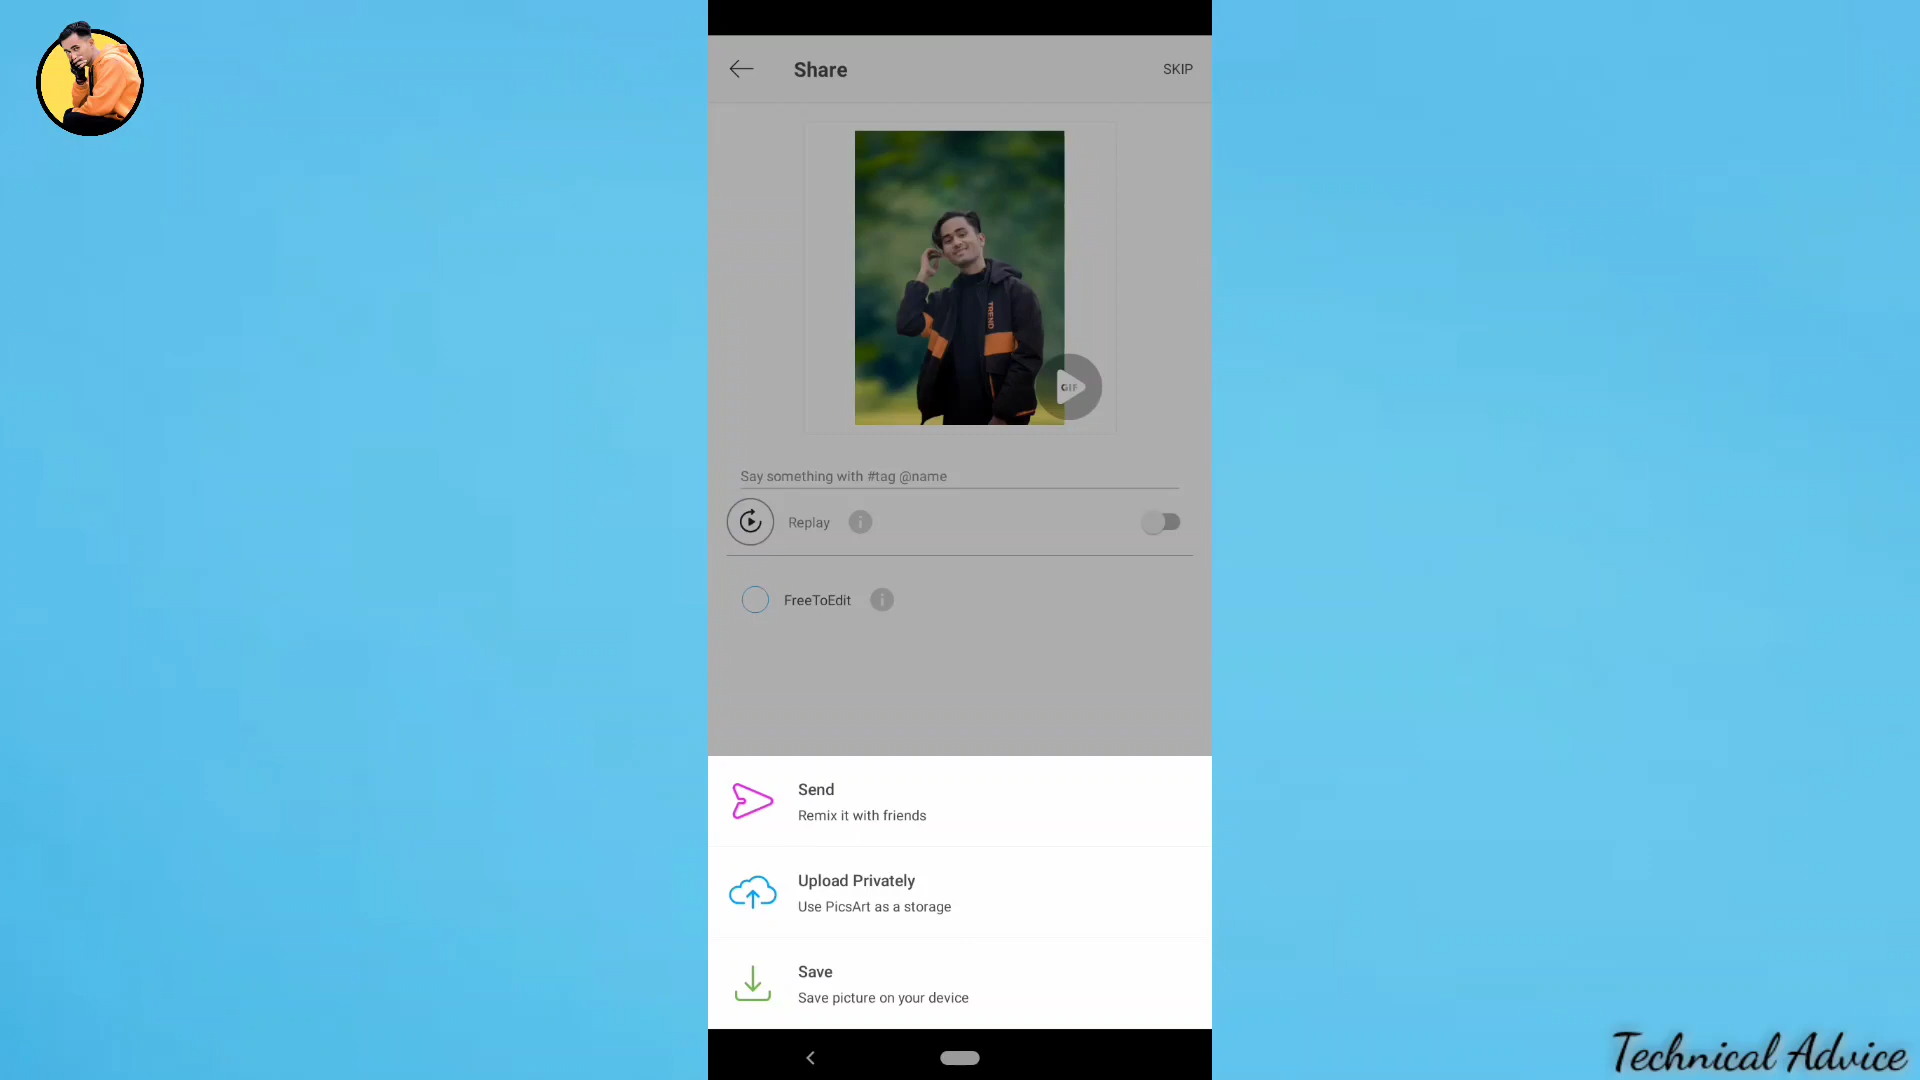 Share
SKIP
TREND
GIF
Say something with #tag @name
Replay
FreeToEdit
Send
Remix it with friends
Upload Privately
Use PicsArt as a storage
Save
Save picture on your device
Technical Advice